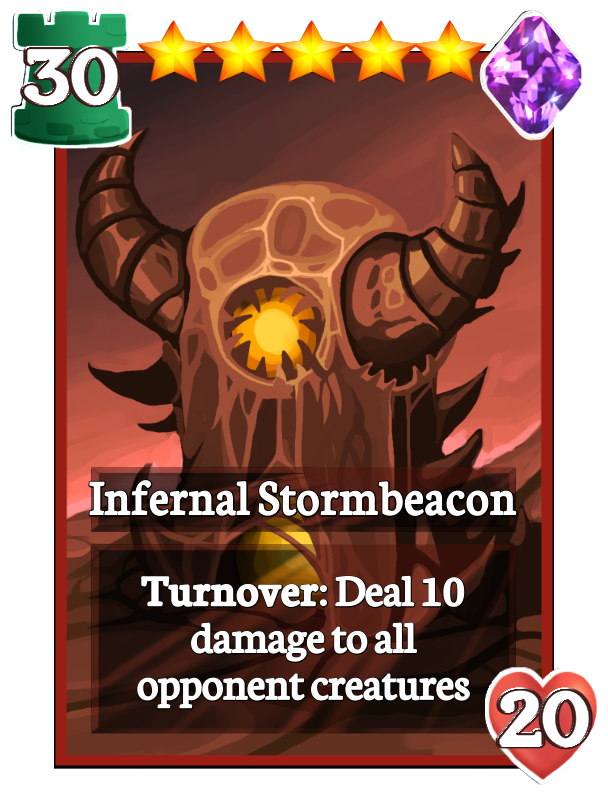 30
Infernal Stormbeacon
Turnover: Deal 10
damage to all
opponent creatures
20